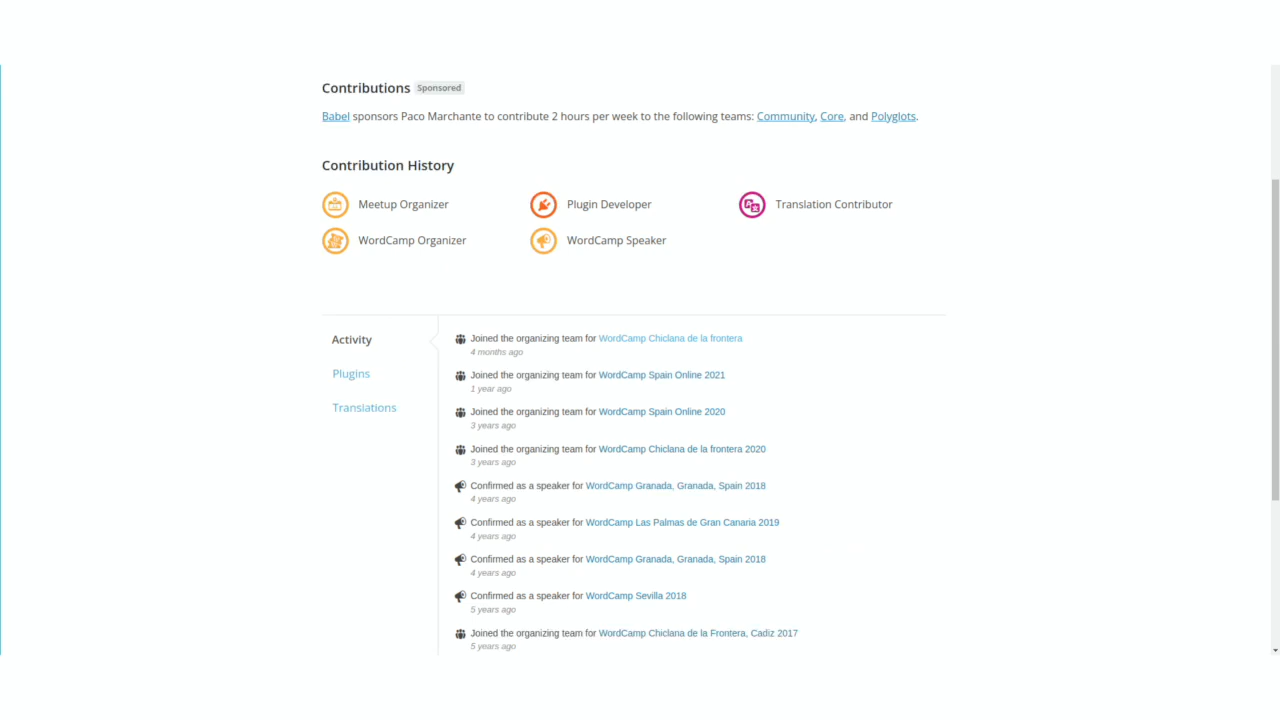 Contributions Sponsored
Babel sponsors Paco Marchante to contribute 2 hours per week to the following teams: Community, Core, and Polyglots.
Contribution History
Meetup Organizer
Plugin Developer
Translation Contributor
WordCamp Organizer
WordCamp Speaker
Activity
Plugins
Translations
Joined the organizing team for WordCamp Chiclana de la frontera
4 months ago
Joined the organizing team for WordCamp Spain Online 2021
1 year ago
Joined the organizing team for WordCamp Spain Online 2020
3 years ago
Joined the organizing team for WordCamp Chiclana de la frontera 2020
3 years ago
Confirmed as a speaker for WordCamp Granada, Granada, Spain 2018
4 years ago
Confirmed as a speaker for WordCamp Las Palmas de Gran Canaria 2019
4 years ago
Confirmed as a speaker for WordCamp Granada, Granada, Spain 2018
4 years ago
Confirmed as a speaker for WordCamp Sevilla 2018
5 years ago
Joined the organizing team for WordCamp Chiclana de la Frontera, Cadiz 2017
5 years ago